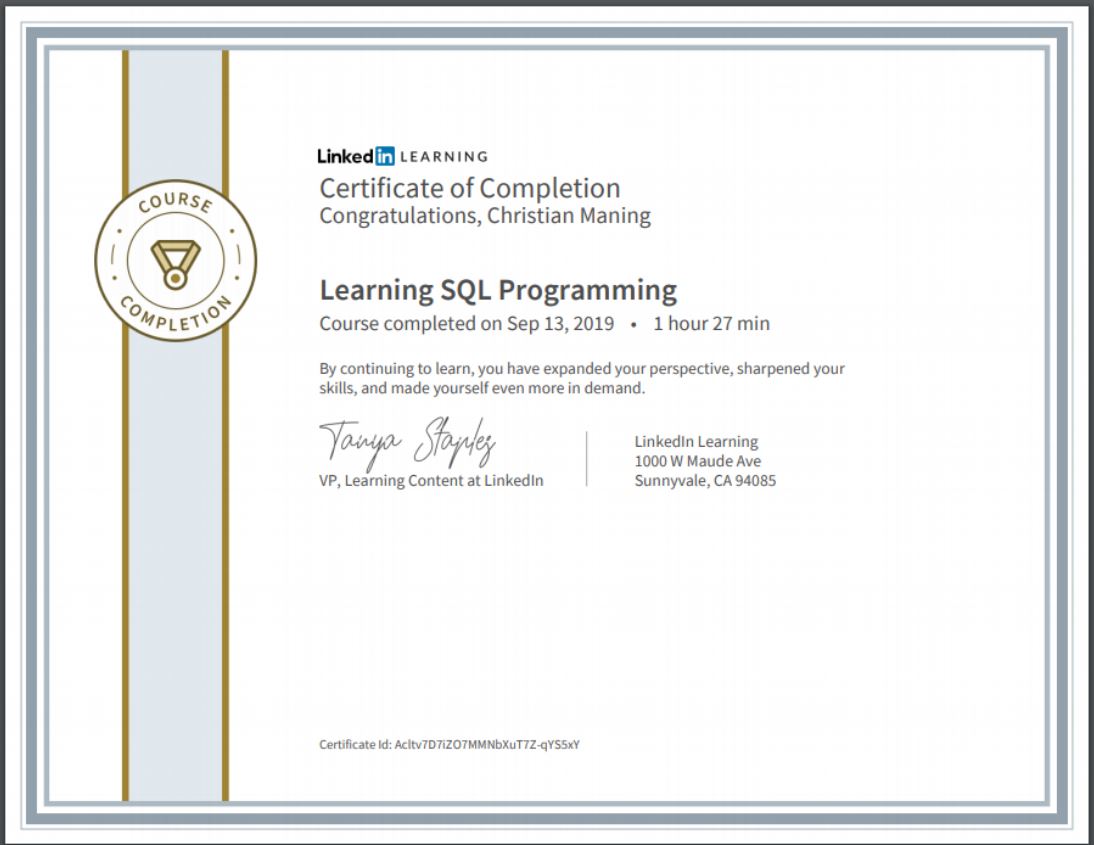 COURSE
COMPLETION
Linked in LEARNING
Certificate of Completion
Congratulations, Christian Maning
Learning SQL Programming
Course completed on Sep 13, 2019 • 1 hour 27 min
By continuing to learn, you have expanded your perspective, sharpened your
skills, and made yourself even more in demand.
Tanya Staples
VP, Learning Content at LinkedIn
LinkedIn Learning
1000 W Maude Ave
Sunnyvale, CA 94085
Certificate Id: Acltv7D7iZO7MMNbXuT7Z-qYS5xY